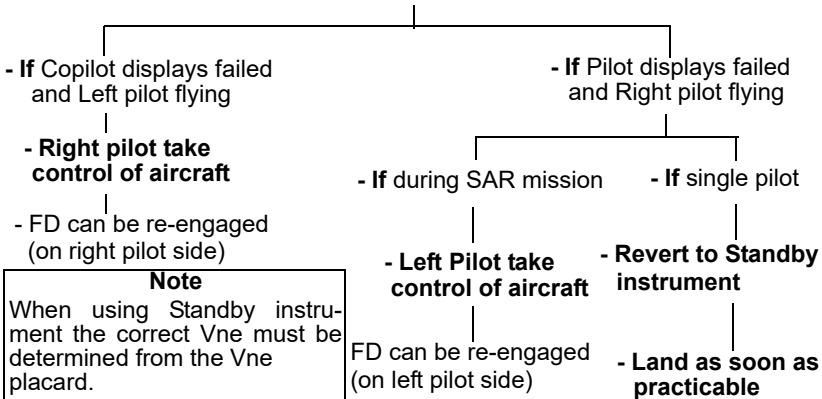 - If Copilot displays failed
and Left pilot flying
- Right pilot take
control of aircraft
- FD can be re-engaged
(on right pilot side)
Note
When using Standby instru-
ment the correct Vne must be
determined from the Vne
placard.
- If Pilot displays failed
and Right pilot flying
- If during SAR mission
- Left Pilot take
control of aircraft
FD can be re-engaged
(on left pilot side)
- If single pilot
- Revert to Standby
instrument
- Land as soon as
practicable